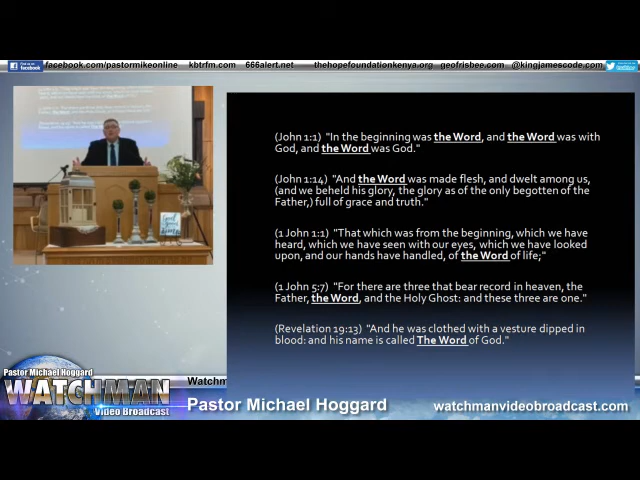 facebook.com/pastormikeonline kbtrfm.com 666alert.net thehopefoundationkenya.org geofrisbee.com @kingjamescode.com
(John 1:1) "In the beginning was the Word, and the Word was with
God, and the Word was God."
(John 1:14) "And the Word was made flesh, and dwelt among us,
(and we beheld his glory, the glory as of the only begotten of the
Father,) full of grace and truth."
(1 John 1:1) "That which was from the beginning, which we have
heard, which we have seen with our eyes, which we have looked
upon, and our hands have handled, of the Word of life;"
(1 John 5:7) "For there are three that bear record in heaven, the
Father, the Word, and the Holy Ghost: and these three are one."
(Revelation 19:13) "And he was clothed with a vesture dipped in
blood: and his name is called The Word of God."
Pastor Michael Hoggard
WATCHMAN
Video Broadcast
Watchm
Pastor Michael Hoggard
watchmanvideobroadcast.com